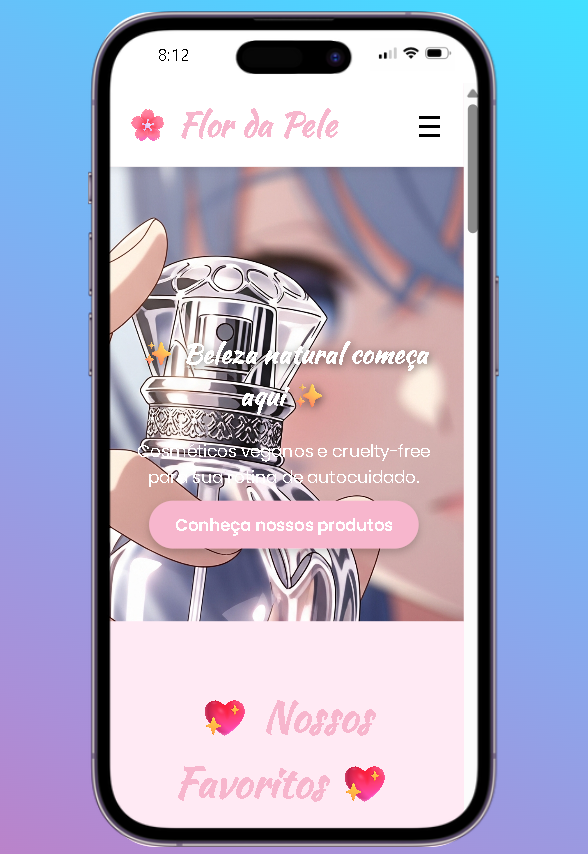 8:12
🌸 Flor da Pele
✨ Beleza natural começa
aqui ✨
Cosméticos veganos e cruelty-free
para sua rotina de autocuidado.
Conheça nossos produtos
💖 Nossos
Favoritos 💖